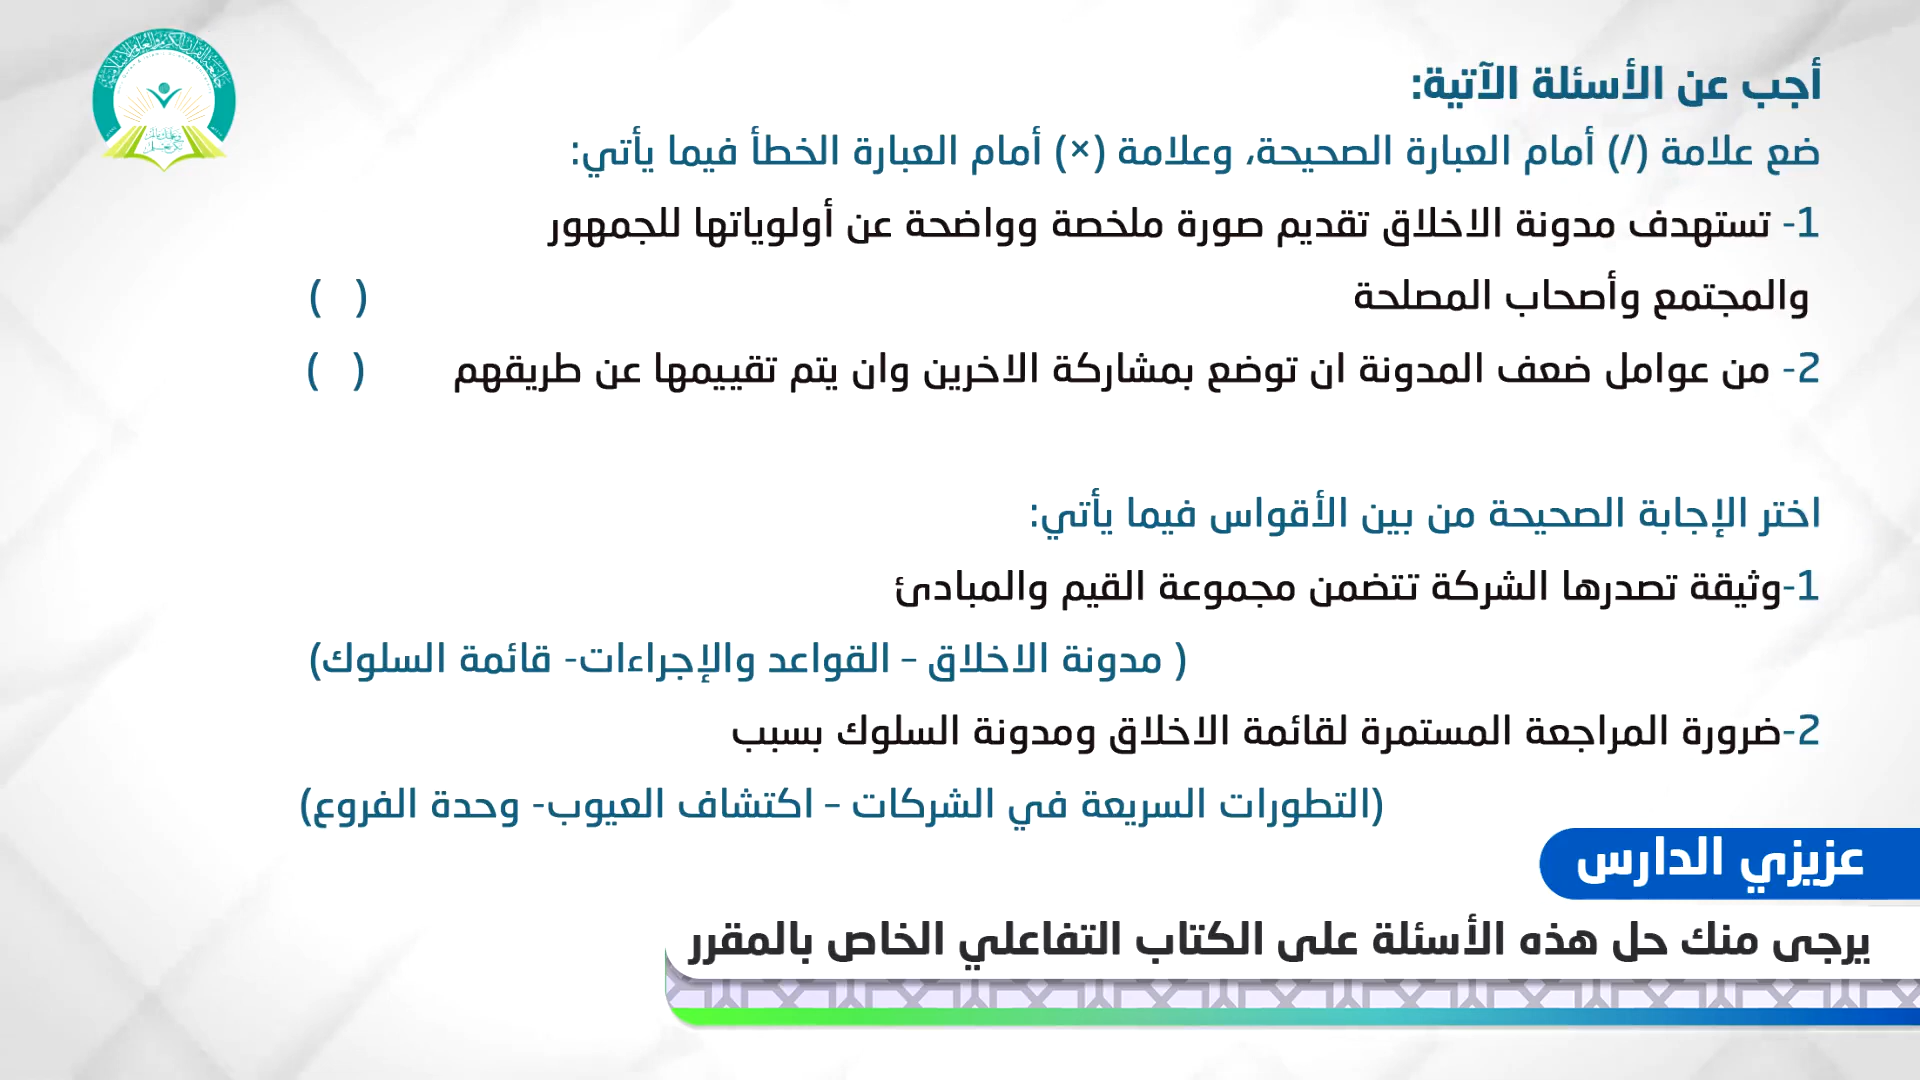 أجب عن الأسئلة الآتية:
ضع علامة (/) أمام العبارة الصحيحة، وعلامة (×) أمام العبارة الخطأ فيما يأتي:
1- تستهدف مدونة الاخلاق تقديم صورة ملخصة وواضحة عن أولوياتها للجمهور
والمجتمع وأصحاب المصلحة ( )
2- من عوامل ضعف المدونة ان توضع بمشاركة الاخرين وان يتم تقييمها عن طريقهم ( )
اختر الإجابة الصحيحة من بين الأقواس فيما يأتي:
1-وثيقة تصدرها الشركة تتضمن مجموعة القيم والمبادئ
( مدونة الاخلاق – القواعد والإجراءات- قائمة السلوك)
2-ضرورة المراجعة المستمرة لقائمة الاخلاق ومدونة السلوك بسبب
(التطورات السريعة في الشركات – اكتشاف العيوب- وحدة الفروع)
عزيزي الدارس
يرجى منك حل هذه الأسئلة على الكتاب التفاعلي الخاص بالمقرر